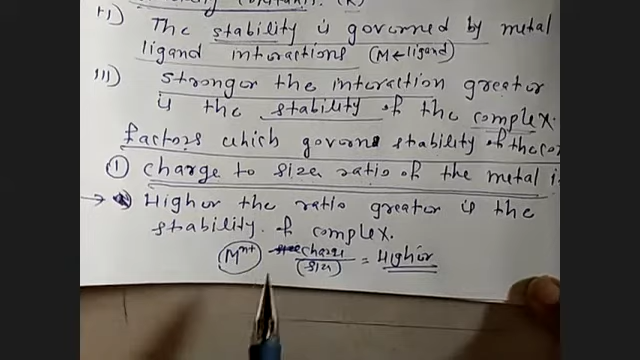 ii) The stability is governed by metal
ligand interactions (M←ligand)
iii) stronger the interaction greater
is the stability of the complex.
factors which govern stability of the co
① charge to size ratio of the metal i
→ Higher the ratio greater is the
stability of complex.
Mⁿ⁺ charge/(size) = Higher